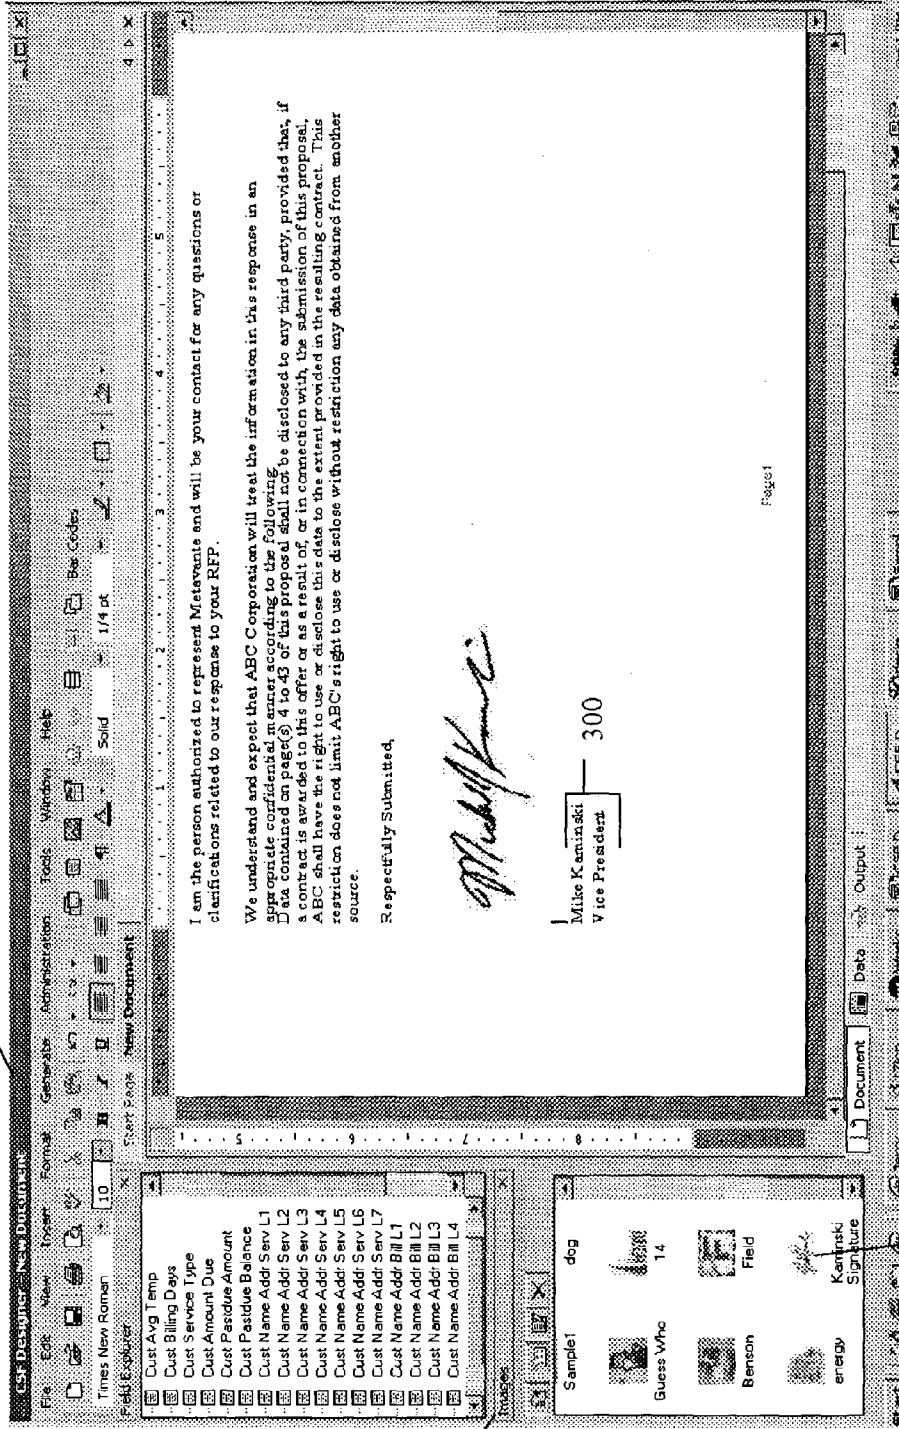 CSF Designer - New Document
File Edit View Insert Format Generate Administration Tools Window Help
Bar Codes
Times New Roman 10 B I U ¶ A Solid 1/4 pt
Field Explorer
Start Page New Document
Cust Avg Temp
Cust Billing Days
Cust Service Type
Cust Amount Due
Cust Pastdue Amount
Cust Pastdue Balance
Cust Name Addr Serv L1
Cust Name Addr Serv L2
Cust Name Addr Serv L3
Cust Name Addr Serv L4
Cust Name Addr Serv L5
Cust Name Addr Serv L6
Cust Name Addr Serv L7
Cust Name Addr Bill L1
Cust Name Addr Bill L2
Cust Name Addr Bill L3
Cust Name Addr Bill L4
Images
Sample1 dog
Guess Who 14
Benson Field
energy Kaminski
Signature
1 2 3 4 5
5 6 7 8
I am the person authorized to represent Metavante and will be your contact for any questions or
clarifications related to our response to your RFP.
We understand and expect that ABC Corporation will treat the information in this response in an
appropriate confidential manner according to the following.
Data contained on page(s) 4 to 43 of this proposal shall not be disclosed to any third party, provided that, if
a contract is awarded to this offer or as a result of, or in connection with, the submission of this proposal,
ABC shall have the right to use or disclose this data to the extent provided in the resulting contract. This
restriction does not limit ABC's right to use or disclose without restriction any data obtained from another
source.
Respectfully Submitted,
Mike Kaminski
Vice President
300
Page 1
Document Data Output
Start